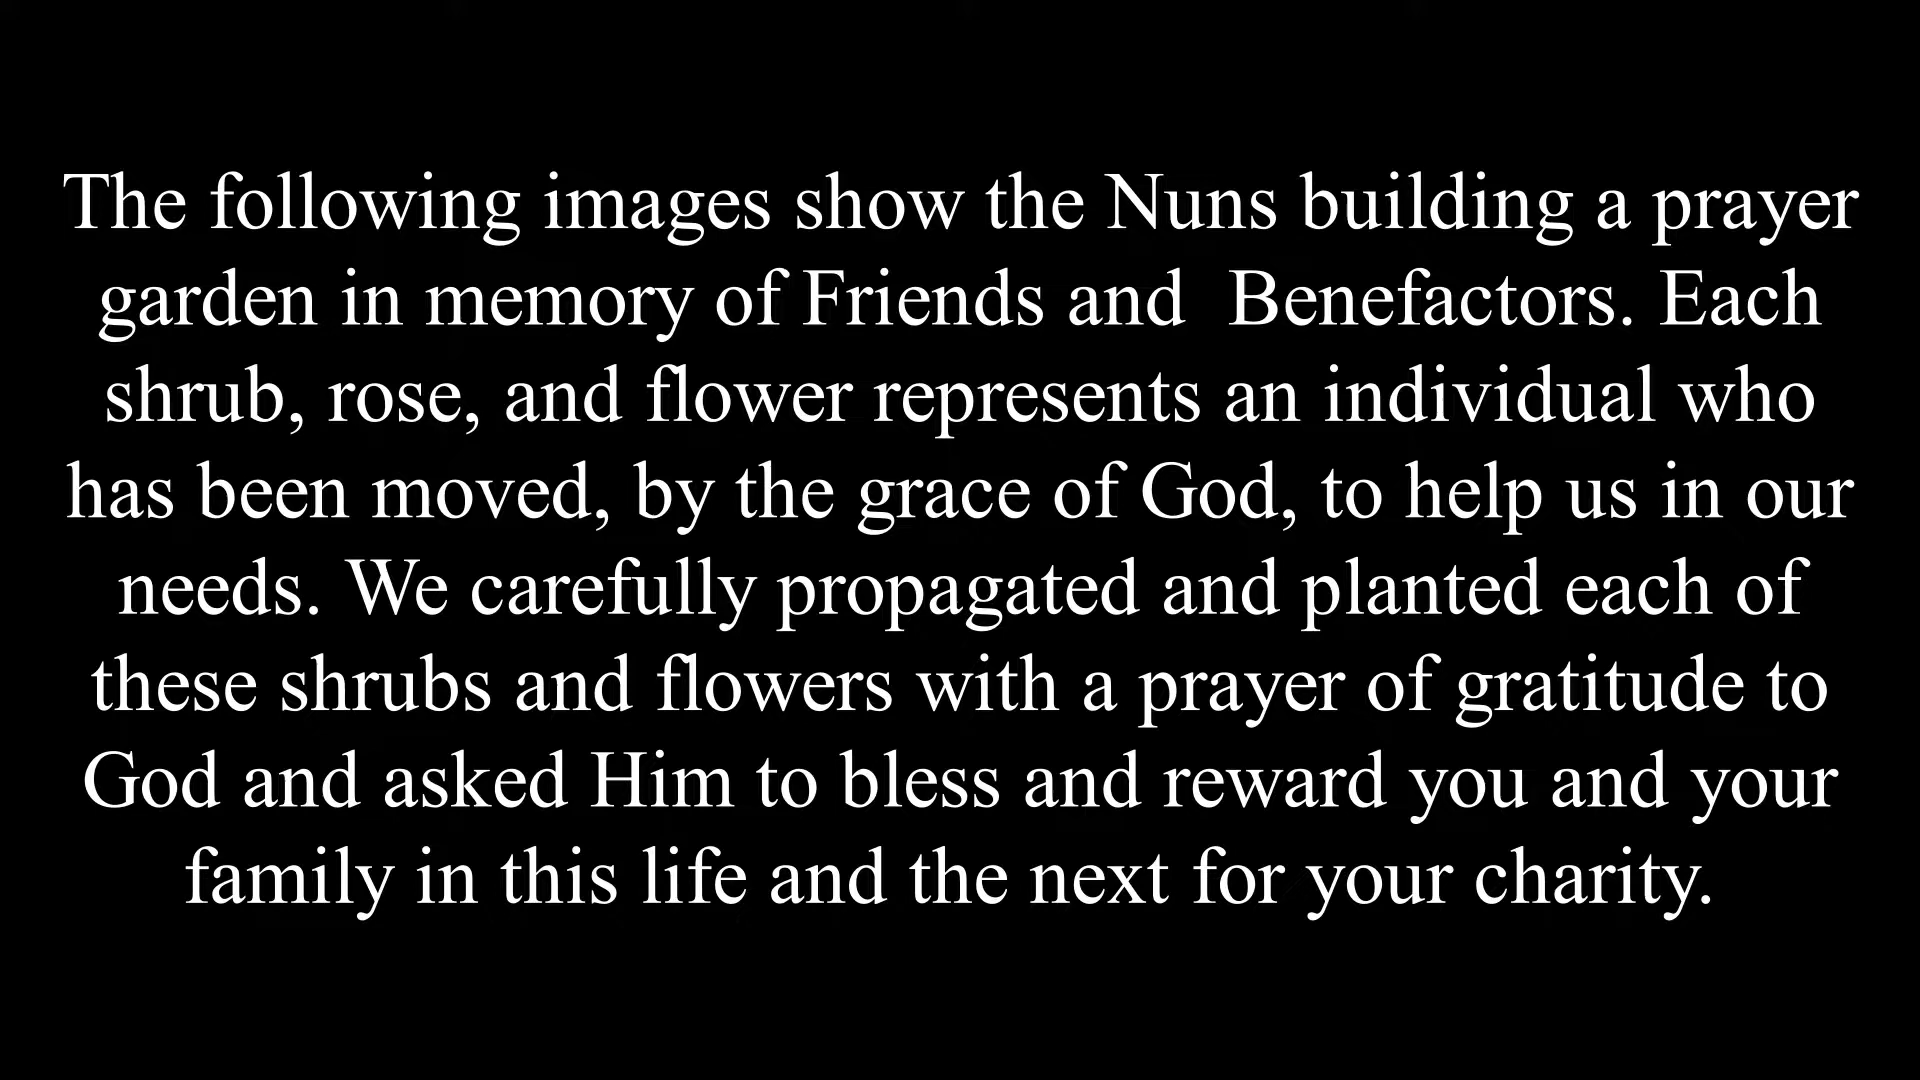 The following images show the Nuns building a prayer
garden in memory of Friends and  Benefactors. Each
shrub, rose, and flower represents an individual who
has been moved, by the grace of God, to help us in our
needs. We carefully propagated and planted each of
these shrubs and flowers with a prayer of gratitude to
God and asked Him to bless and reward you and your
family in this life and the next for your charity.